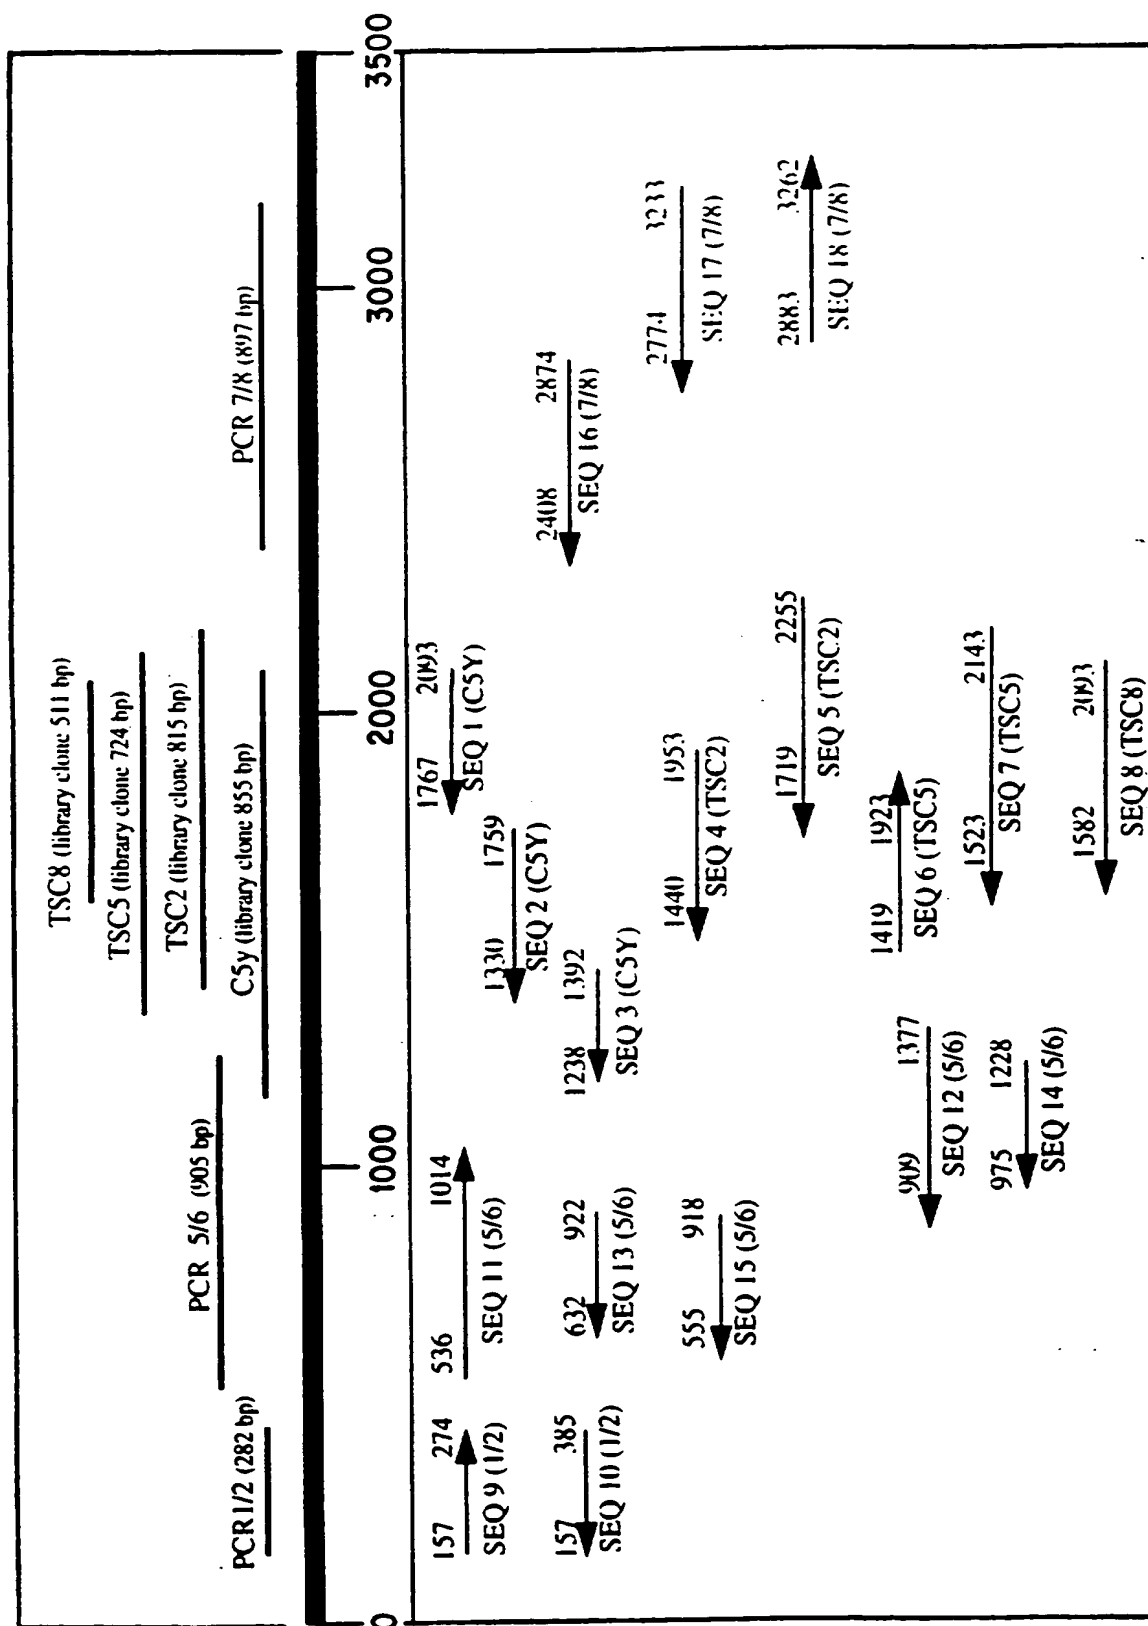 TSC8 (library clone 511 bp)
TSC5 (library clone 724 bp)
TSC2 (library clone 815 bp)
C5y (library clone 855 bp)
PCR 5/6 (905 bp)
PCR 1/2 (282 bp)
PCR 7/8 (897 bp)
0
1000
2000
3000
3500
157 274
SEQ 9 (1/2)
536 1014
SEQ 11 (5/6)
1767 2093
SEQ 1 (C5Y)
1330 1759
SEQ 2 (C5Y)
157 385
SEQ 10 (1/2)
632 922
SEQ 13 (5/6)
1238 1392
SEQ 3 (C5Y)
2408 2874
SEQ 16 (7/8)
555 918
SEQ 15 (5/6)
1440 1953
SEQ 4 (TSC2)
2774 3233
SEQ 17 (7/8)
1719 2255
SEQ 5 (TSC2)
2883 3262
SEQ 18 (7/8)
1419 1923
SEQ 6 (TSC5)
909 1377
SEQ 12 (5/6)
1523 2143
SEQ 7 (TSC5)
975 1228
SEQ 14 (5/6)
1582 2093
SEQ 8 (TSC8)